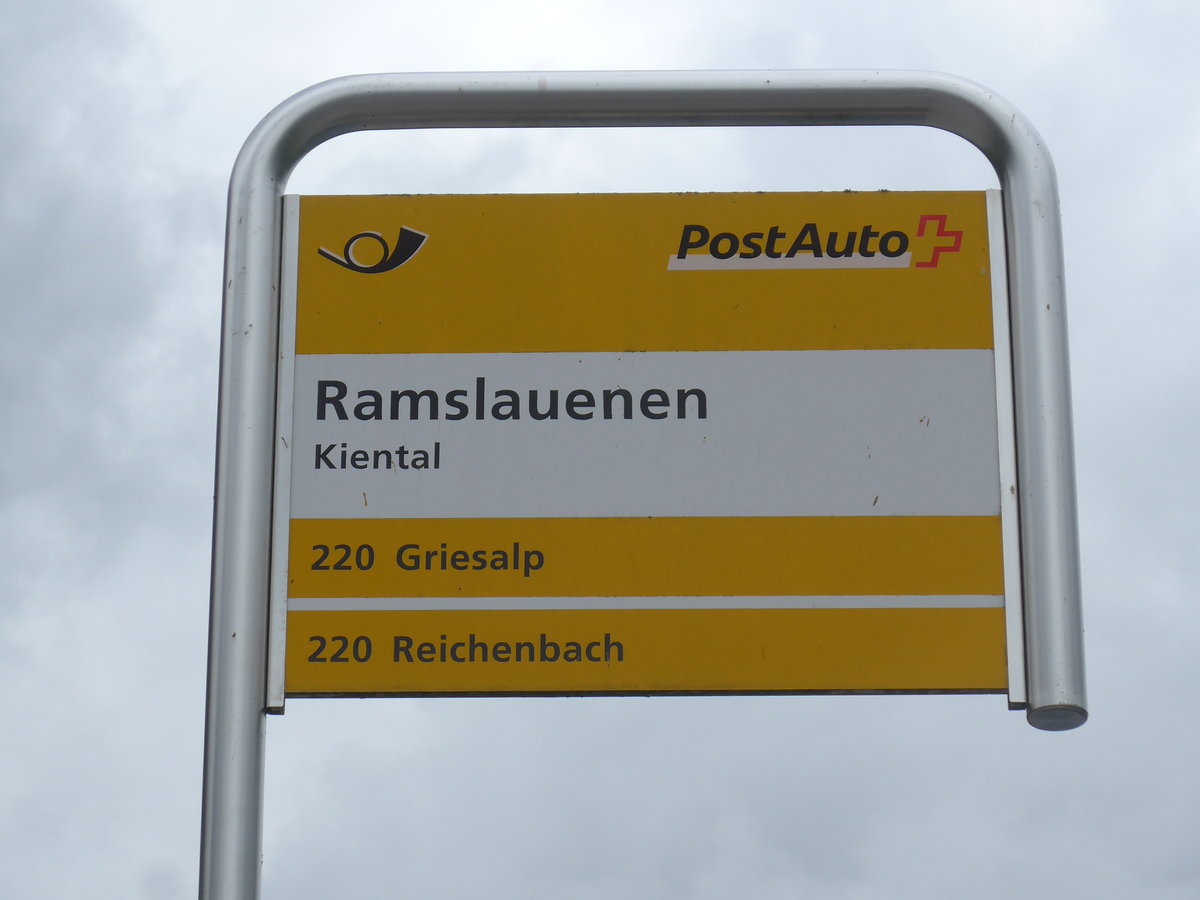 PostAuto
Ramslauenen
Kiental
220 Griesalp
220 Reichenbach